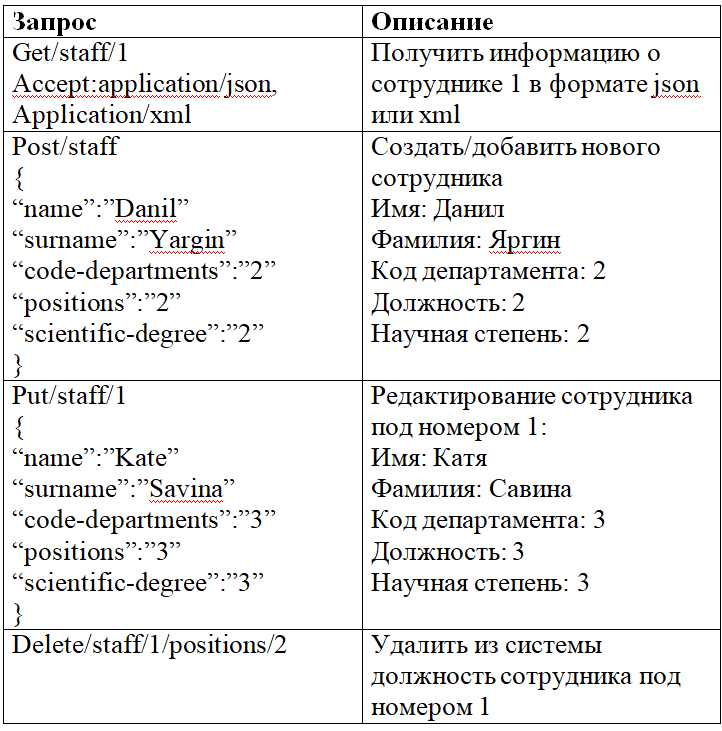 Запрос
Описание
Get/staff/1
Accept:application/json,
Application/xml
Получить информацию о
сотруднике 1 в формате json
или xml
Post/staff
{
“name”:”Danil”
“surname”:”Yargin”
“code-departments”:”2”
“positions”:”2”
“scientific-degree”:”2”
}
Создать/добавить нового
сотрудника
Имя: Данил
Фамилия: Яргин
Код департамента: 2
Должность: 2
Научная степень: 2
Put/staff/1
{
“name”:”Kate”
“surname”:”Savina”
“code-departments”:”3”
“positions”:”3”
“scientific-degree”:”3”
}
Редактирование сотрудника
под номером 1:
Имя: Катя
Фамилия: Савина
Код департамента: 3
Должность: 3
Научная степень: 3
Delete/staff/1/positions/2
Удалить из системы
должность сотрудника под
номером 1